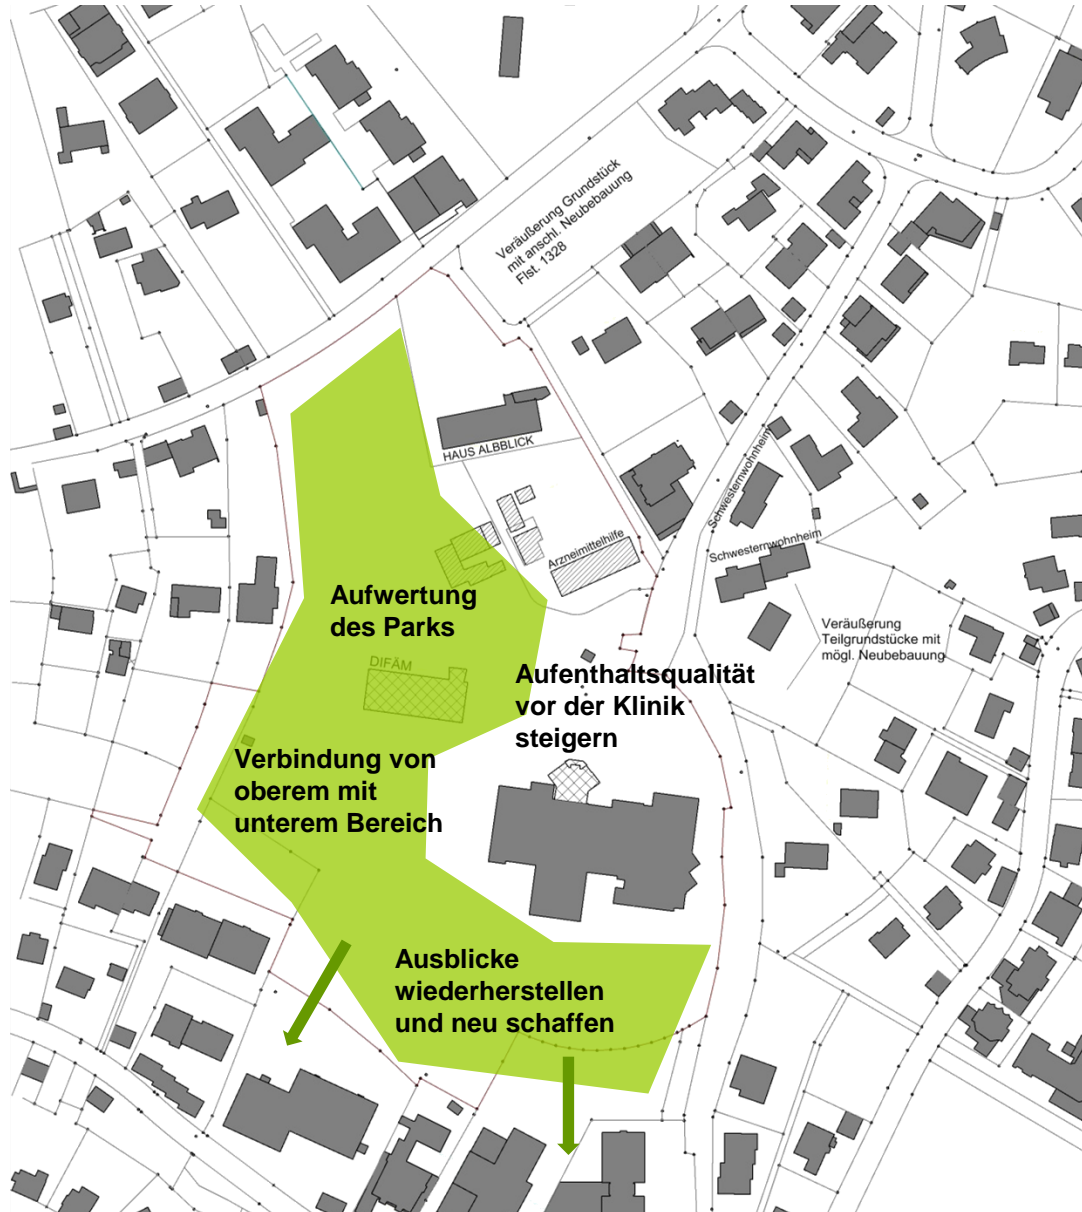 Veräußerung Grundstück
mit anschl. Neubebauung
Flst. 1328
HAUS ALBBLICK
Schwesternwohnheim
Arzneimittelhilfe
Schwesternwohnheim
Aufwertung
des Parks
Veräußerung
Teilgrundstücke mit
mögl. Neubebauung
DIFÄM
Aufenthaltsqualität
vor der Klinik
steigern
Verbindung von
oberem mit
unterem Bereich
Ausblicke
wiederherstellen
und neu schaffen